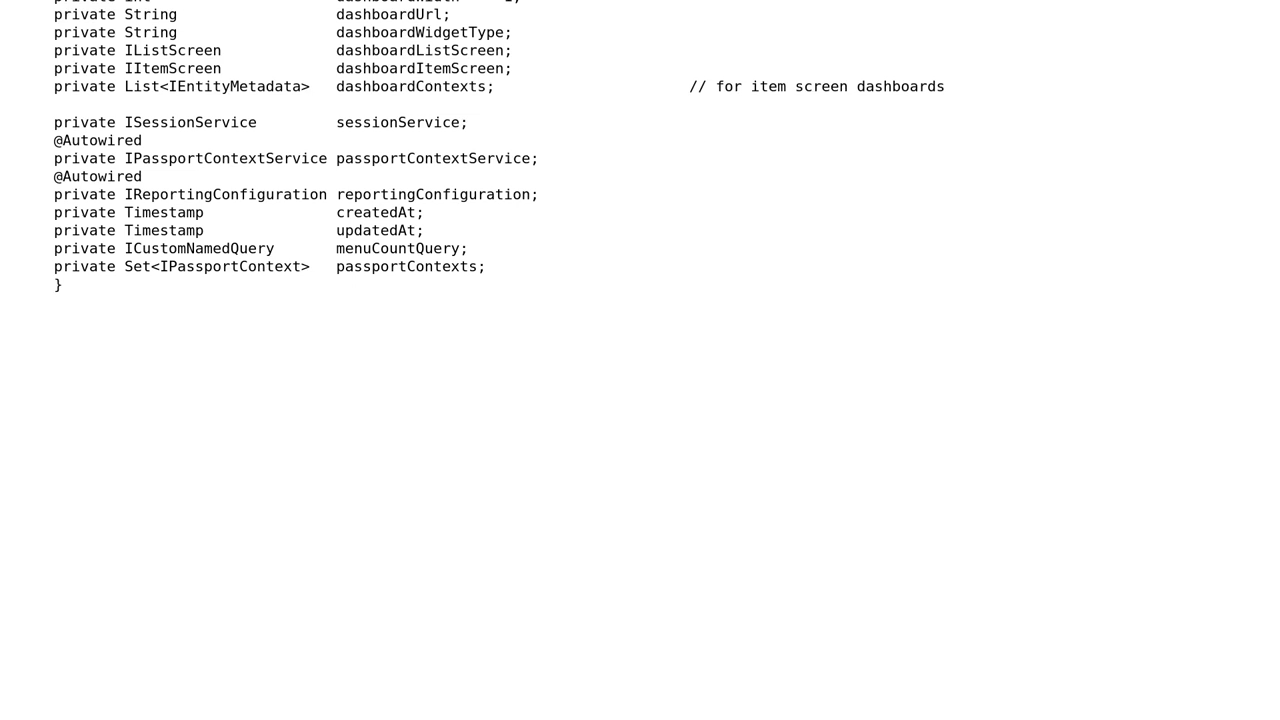 private String                  dashboardUrl;
private String                  dashboardWidgetType;
private IListScreen             dashboardListScreen;
private IItemScreen             dashboardItemScreen;
private List<IEntityMetadata>   dashboardContexts;                      // for item screen dashboards
private ISessionService         sessionService;
@Autowired
private IPassportContextService passportContextService;
@Autowired
private IReportingConfiguration reportingConfiguration;
private Timestamp               createdAt;
private Timestamp               updatedAt;
private ICustomNamedQuery       menuCountQuery;
private Set<IPassportContext>   passportContexts;
}